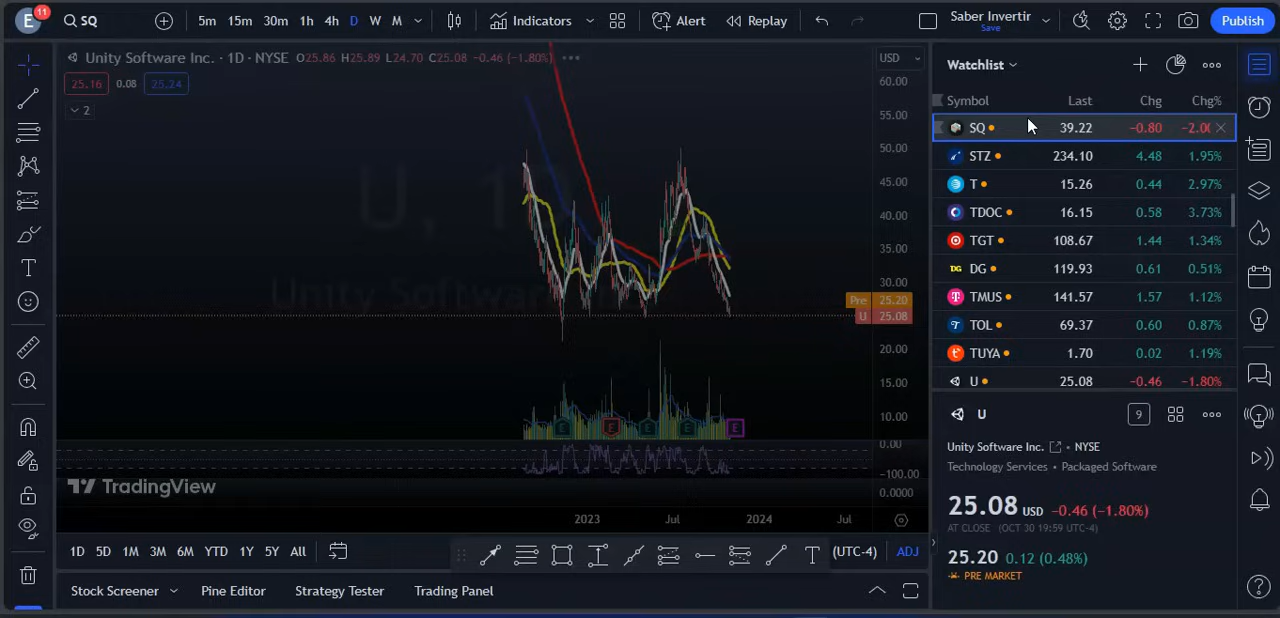 E 11 SQ 5m 15m 30m 1h 4h D W M Indicators Alert Replay Saber Invertir Save Publish
Unity Software Inc. · 1D · NYSE O25.86 H25.89 L24.70 C25.08 −0.46 (−1.80%) USD
25.16 0.08 25.24
2
U, 1D
Unity Software Inc.
60.00
55.00
50.00
45.00
40.00
35.00
30.00
Pre 25.20
U 25.08
20.00
15.00
10.00
0.00
−100.00
0.0000
E E E E E
TradingView
2023 Jul 2024 Jul
1D 5D 1M 3M 6M YTD 1Y 5Y All T (UTC-4) ADJ
Stock Screener Pine Editor Strategy Tester Trading Panel
Watchlist
Symbol Last Chg Chg%
SQ 39.22 −0.80
STZ 234.10 4.48 1.95%
T 15.26 0.44 2.97%
TDOC 16.15 0.58 3.73%
TGT 108.67 1.44 1.34%
DG DG 119.93 0.61 0.51%
TMUS 141.57 1.57 1.12%
TOL 69.37 0.60 0.87%
TUYA 1.70 0.02 1.19%
U 25.08 −0.46 −1.80%
U 9
Unity Software Inc. • NYSE
Technology Services • Packaged Software
25.08 USD −0.46 (−1.80%)
AT CLOSE (OCT 30 19:59 UTC-4)
25.20 0.12 (0.48%)
PRE MARKET